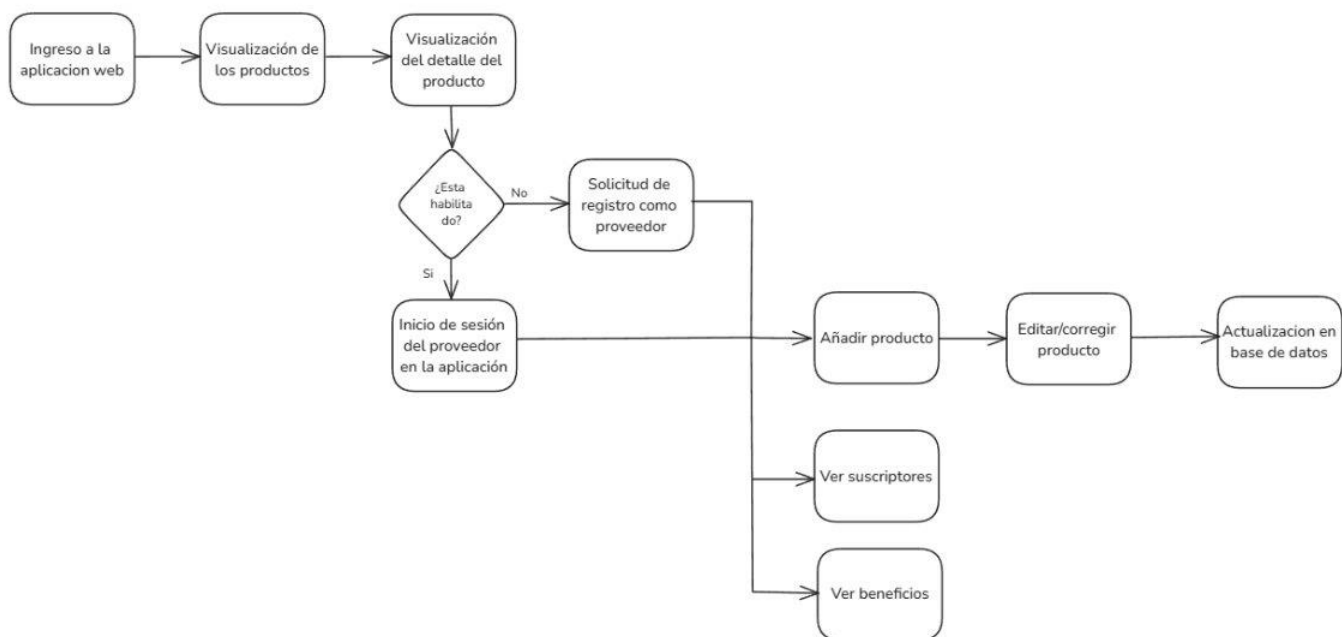 Ingreso a la
aplicacion web
Visualización de
los productos
Visualización
del detalle del
producto
¿Esta
habilita
do?
No
Solicitud de
registro como
proveedor
Si
Inicio de sesión
del proveedor
en la aplicación
Añadir producto
Editar/corregir
producto
Actualizacion en
base de datos
Ver suscriptores
Ver beneficios